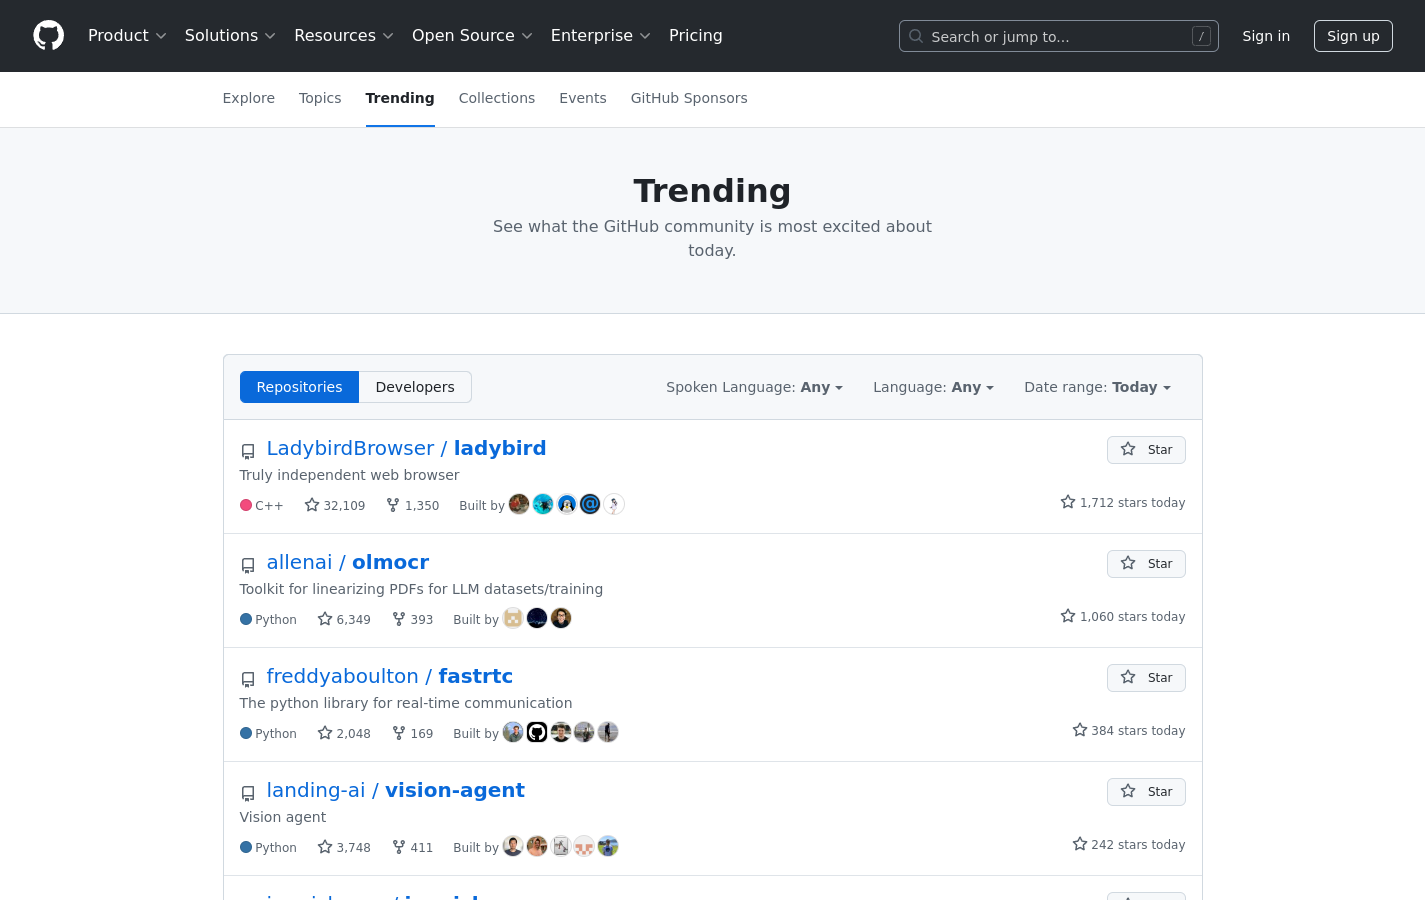 Product Solutions Resources Open Source Enterprise Pricing Search or jump to... / Sign in Sign up
Explore Topics Trending Collections Events GitHub Sponsors
Trending
See what the GitHub community is most excited about
today.
Repositories Developers Spoken Language: Any Language: Any Date range: Today
LadybirdBrowser / ladybird Star
Truly independent web browser
C++ 32,109 1,350 Built by 1,712 stars today
allenai / olmocr Star
Toolkit for linearizing PDFs for LLM datasets/training
Python 6,349 393 Built by 1,060 stars today
freddyaboulton / fastrtc Star
The python library for real-time communication
Python 2,048 169 Built by 384 stars today
landing-ai / vision-agent Star
Vision agent
Python 3,748 411 Built by 242 stars today